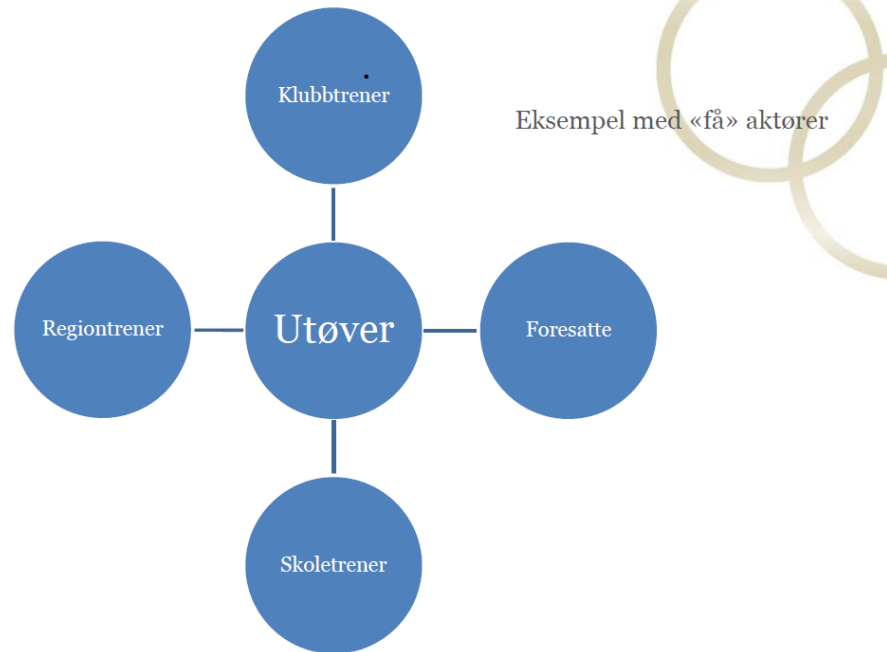 Klubbtrener
Eksempel med «få» aktører
Regiontrener
Utøver
Foresatte
Skoletrener